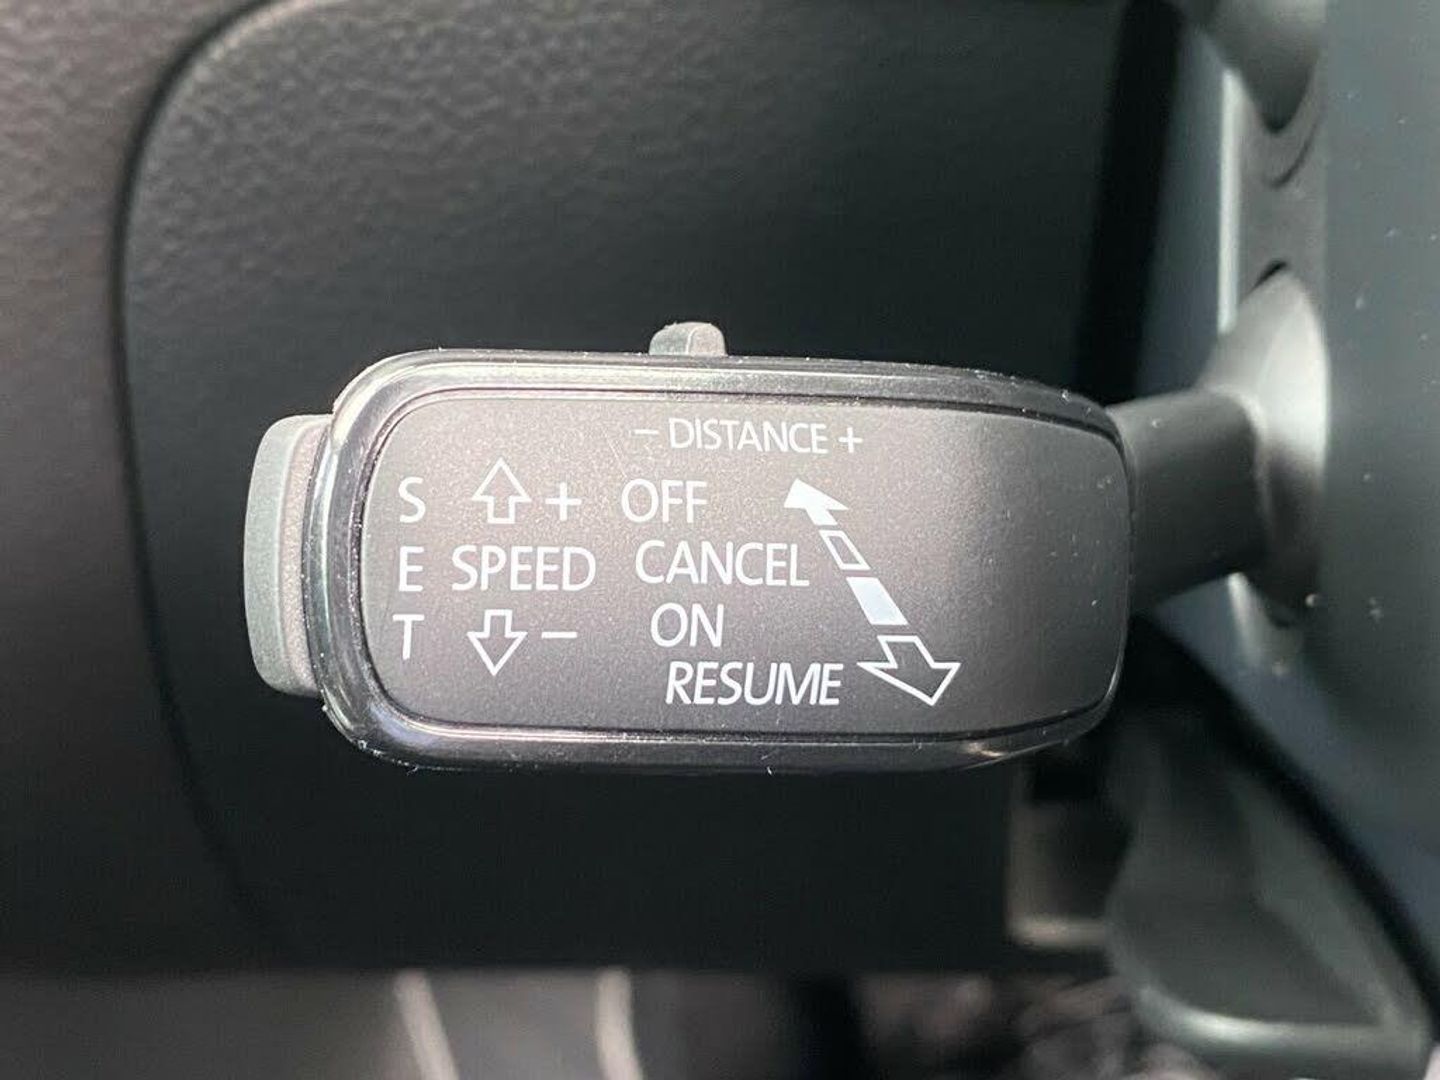 − DISTANCE +
S + OFF
E SPEED CANCEL
T − ON
RESUME